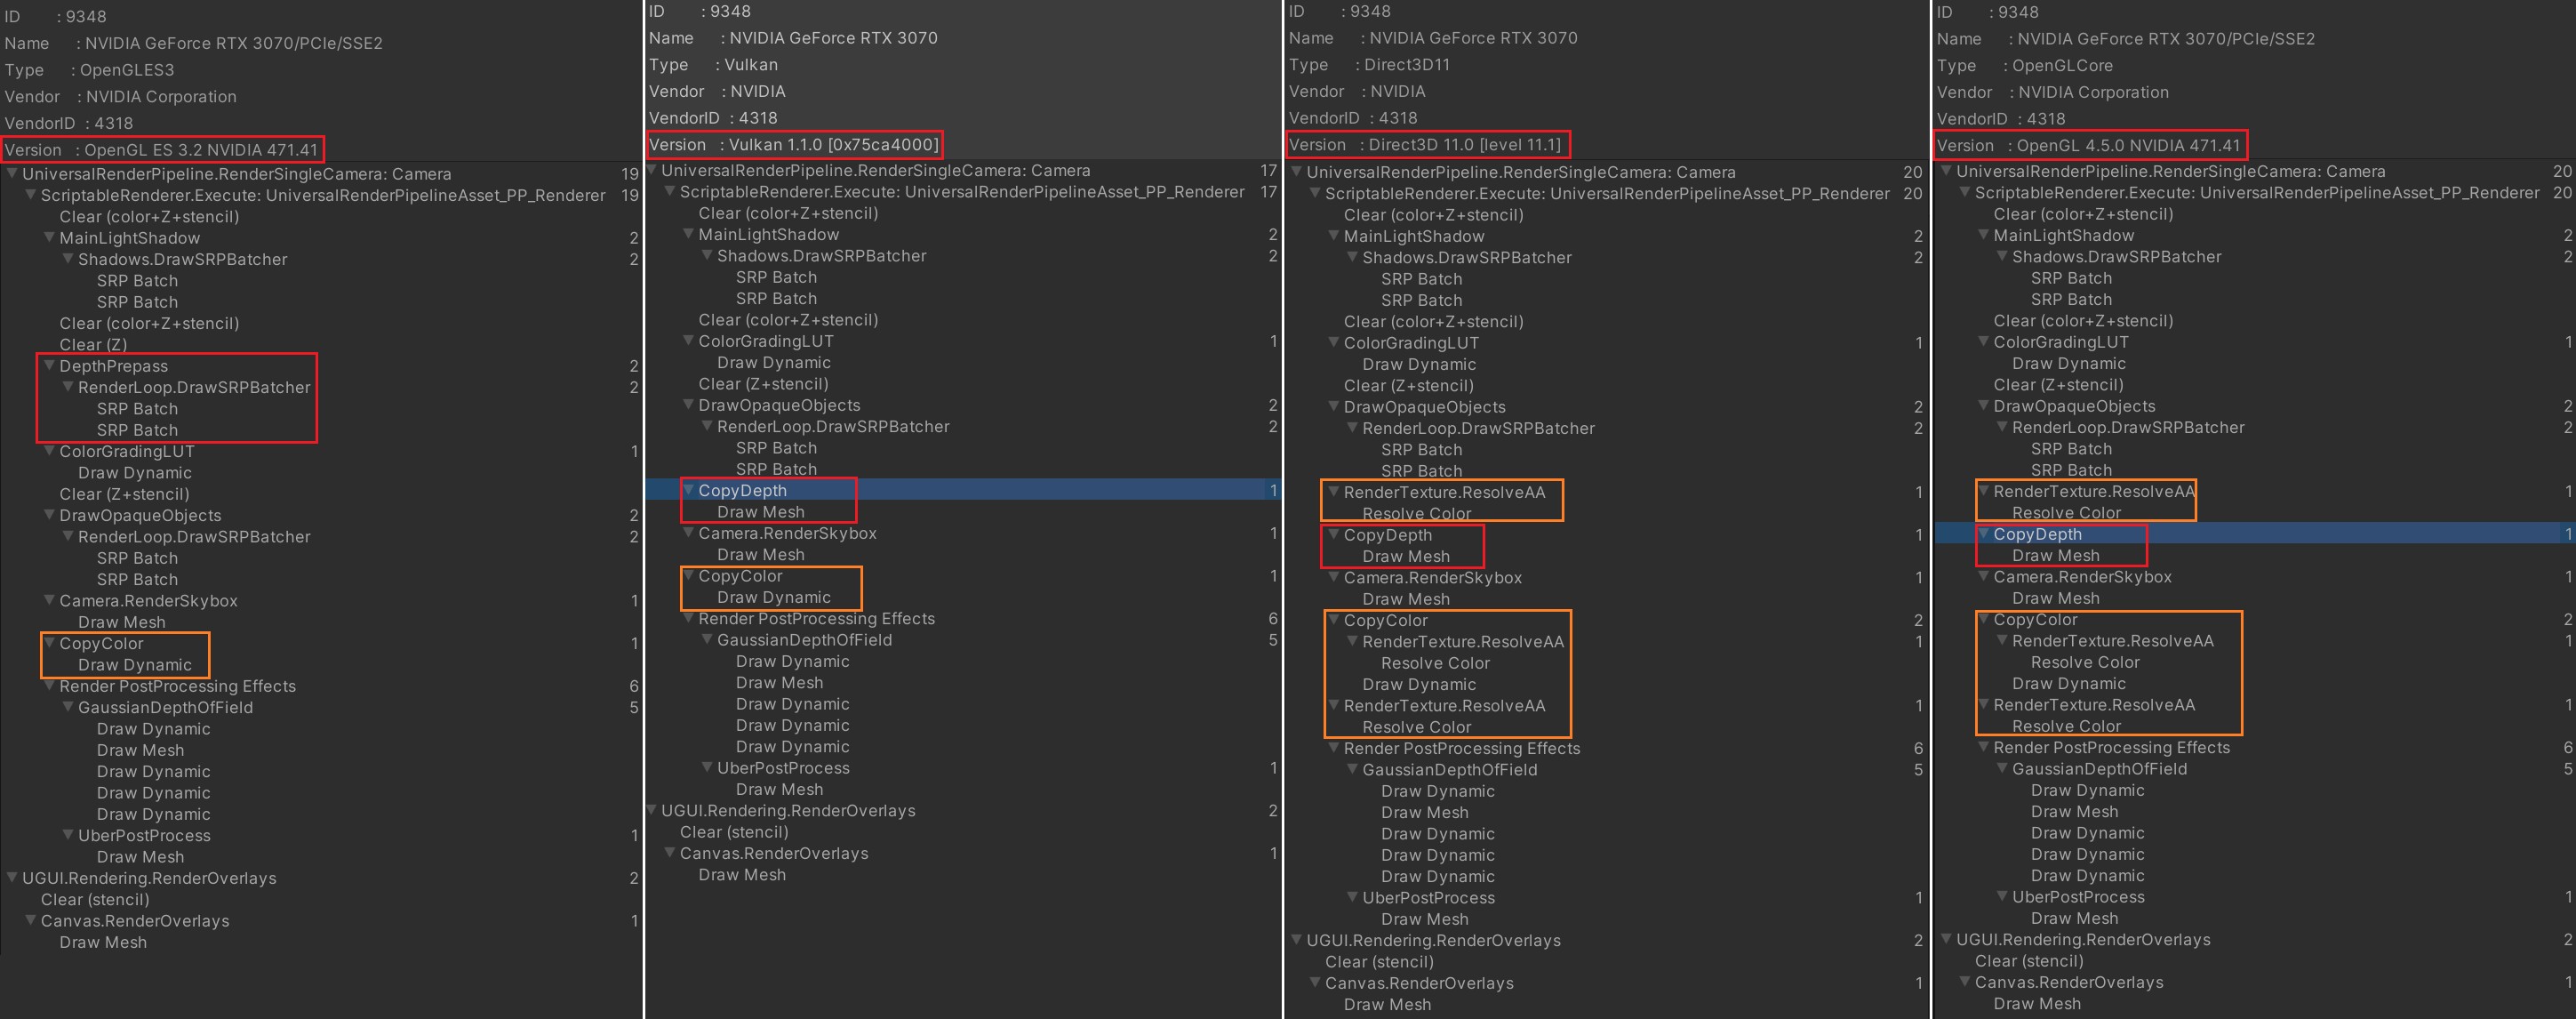 ID : 9348
Name : NVIDIA GeForce RTX 3070/PCIe/SSE2
Type : OpenGLES3
Vendor : NVIDIA Corporation
VendorID : 4318
Version : OpenGL ES 3.2 NVIDIA 471.41
UniversalRenderPipeline.RenderSingleCamera: Camera 19
ScriptableRenderer.Execute: UniversalRenderPipelineAsset_PP_Renderer 19
Clear (color+Z+stencil)
MainLightShadow 2
Shadows.DrawSRPBatcher 2
SRP Batch
SRP Batch
Clear (color+Z+stencil)
Clear (Z)
DepthPrepass 2
RenderLoop.DrawSRPBatcher 2
SRP Batch
SRP Batch
ColorGradingLUT 1
Draw Dynamic
Clear (Z+stencil)
DrawOpaqueObjects 2
RenderLoop.DrawSRPBatcher 2
SRP Batch
SRP Batch
Camera.RenderSkybox 1
Draw Mesh
CopyColor 1
Draw Dynamic
Render PostProcessing Effects 6
GaussianDepthOfField 5
Draw Dynamic
Draw Mesh
Draw Dynamic
Draw Dynamic
Draw Dynamic
UberPostProcess 1
Draw Mesh
UGUI.Rendering.RenderOverlays 2
Clear (stencil)
Canvas.RenderOverlays 1
Draw Mesh
ID : 9348
Name : NVIDIA GeForce RTX 3070
Type : Vulkan
Vendor : NVIDIA
VendorID : 4318
Version : Vulkan 1.1.0 [0x75ca4000]
UniversalRenderPipeline.RenderSingleCamera: Camera 17
ScriptableRenderer.Execute: UniversalRenderPipelineAsset_PP_Renderer 17
Clear (color+Z+stencil)
MainLightShadow 2
Shadows.DrawSRPBatcher 2
SRP Batch
SRP Batch
Clear (color+Z+stencil)
ColorGradingLUT 1
Draw Dynamic
Clear (Z+stencil)
DrawOpaqueObjects 2
RenderLoop.DrawSRPBatcher 2
SRP Batch
SRP Batch
CopyDepth 1
Draw Mesh
Camera.RenderSkybox 1
Draw Mesh
CopyColor 1
Draw Dynamic
Render PostProcessing Effects 6
GaussianDepthOfField 5
Draw Dynamic
Draw Mesh
Draw Dynamic
Draw Dynamic
Draw Dynamic
UberPostProcess 1
Draw Mesh
UGUI.Rendering.RenderOverlays 2
Clear (stencil)
Canvas.RenderOverlays 1
Draw Mesh
ID : 9348
Name : NVIDIA GeForce RTX 3070
Type : Direct3D11
Vendor : NVIDIA
VendorID : 4318
Version : Direct3D 11.0 [level 11.1]
UniversalRenderPipeline.RenderSingleCamera: Camera 20
ScriptableRenderer.Execute: UniversalRenderPipelineAsset_PP_Renderer 20
Clear (color+Z+stencil)
MainLightShadow 2
Shadows.DrawSRPBatcher 2
SRP Batch
SRP Batch
Clear (color+Z+stencil)
ColorGradingLUT 1
Draw Dynamic
Clear (Z+stencil)
DrawOpaqueObjects 2
RenderLoop.DrawSRPBatcher 2
SRP Batch
SRP Batch
RenderTexture.ResolveAA 1
Resolve Color
CopyDepth 1
Draw Mesh
Camera.RenderSkybox 1
Draw Mesh
CopyColor 2
RenderTexture.ResolveAA 1
Resolve Color
Draw Dynamic
RenderTexture.ResolveAA 1
Resolve Color
Render PostProcessing Effects 6
GaussianDepthOfField 5
Draw Dynamic
Draw Mesh
Draw Dynamic
Draw Dynamic
Draw Dynamic
UberPostProcess 1
Draw Mesh
UGUI.Rendering.RenderOverlays 2
Clear (stencil)
Canvas.RenderOverlays 1
Draw Mesh
ID : 9348
Name : NVIDIA GeForce RTX 3070/PCIe/SSE2
Type : OpenGLCore
Vendor : NVIDIA Corporation
VendorID : 4318
Version : OpenGL 4.5.0 NVIDIA 471.41
UniversalRenderPipeline.RenderSingleCamera: Camera 20
ScriptableRenderer.Execute: UniversalRenderPipelineAsset_PP_Renderer 20
Clear (color+Z+stencil)
MainLightShadow 2
Shadows.DrawSRPBatcher 2
SRP Batch
SRP Batch
Clear (color+Z+stencil)
ColorGradingLUT 1
Draw Dynamic
Clear (Z+stencil)
DrawOpaqueObjects 2
RenderLoop.DrawSRPBatcher 2
SRP Batch
SRP Batch
RenderTexture.ResolveAA 1
Resolve Color
CopyDepth 1
Draw Mesh
Camera.RenderSkybox 1
Draw Mesh
CopyColor 2
RenderTexture.ResolveAA 1
Resolve Color
Draw Dynamic
RenderTexture.ResolveAA 1
Resolve Color
Render PostProcessing Effects 6
GaussianDepthOfField 5
Draw Dynamic
Draw Mesh
Draw Dynamic
Draw Dynamic
Draw Dynamic
UberPostProcess 1
Draw Mesh
UGUI.Rendering.RenderOverlays 2
Clear (stencil)
Canvas.RenderOverlays 1
Draw Mesh